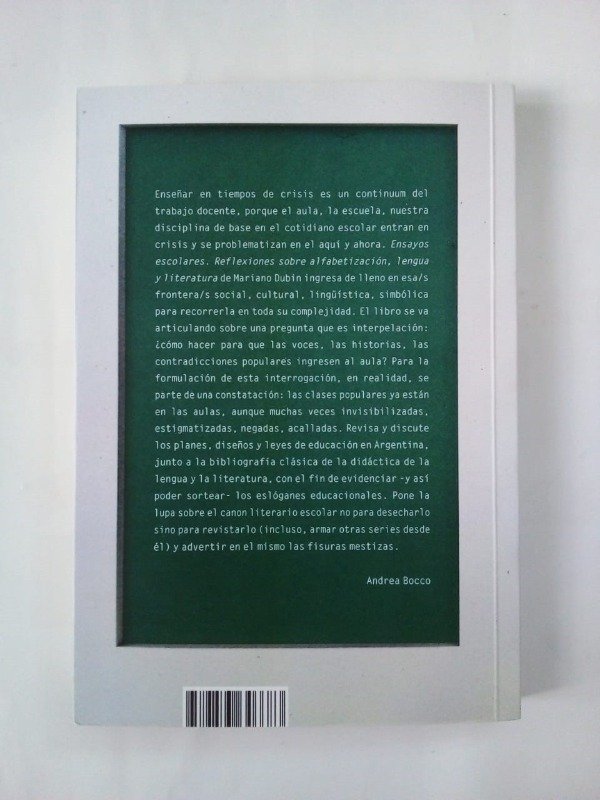 Enseñar en tiempos de crisis es un continuum del
trabajo docente, porque el aula, la escuela, nuestra
disciplina de base en el cotidiano escolar entran en
crisis y se problematizan en el aquí y ahora. Ensayos
escolares. Reflexiones sobre alfabetización, lengua
y literatura de Mariano Dubin ingresa de lleno en esa/s
frontera/s social, cultural, lingüística, simbólica
para recorrerla en toda su complejidad. El libro se va
articulando sobre una pregunta que es interpelación:
¿cómo hacer para que las voces, las historias, las
contradicciones populares ingresen al aula? Para la
formulación de esta interrogación, en realidad, se
parte de una constatación: las clases populares ya están
en las aulas, aunque muchas veces invisibilizadas,
estigmatizadas, negadas, acalladas. Revisa y discute
los planes, diseños y leyes de educación en Argentina,
junto a la bibliografía clásica de la didáctica de la
lengua y la literatura, con el fin de evidenciar -y así
poder sortear- los eslóganes educacionales. Pone la
lupa sobre el canon literario escolar no para desecharlo
sino para revistarlo (incluso, armar otras series desde
él) y advertir en el mismo las fisuras mestizas.
Andrea Bocco